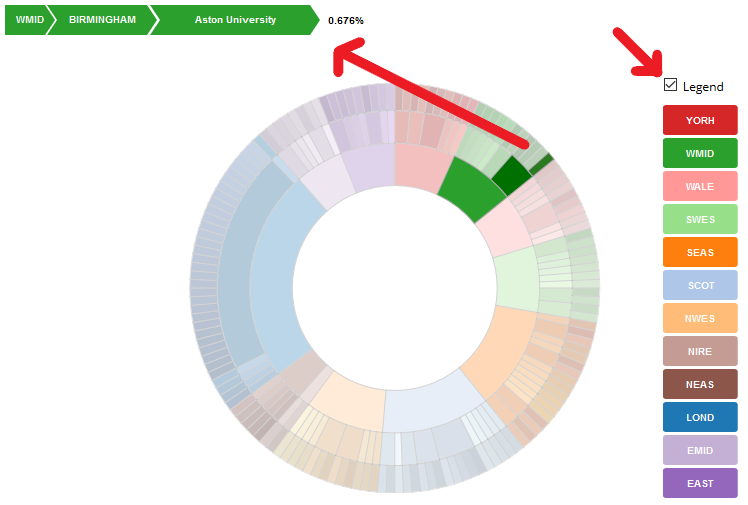 WMID BIRMINGHAM Aston University 0.676%
Legend
YORH
WMID
WALE
SWES
SEAS
SCOT
NWES
NIRE
NEAS
LOND
EMID
EAST